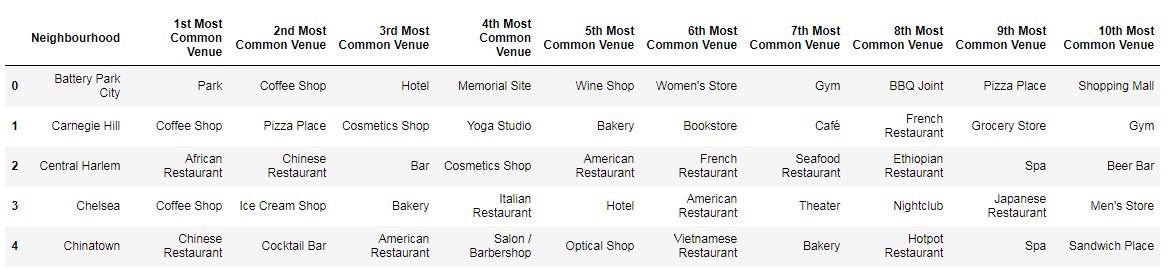 Neighbourhood 1st Most Common Venue 2nd Most Common Venue 3rd Most Common Venue 4th Most Common Venue 5th Most Common Venue 6th Most Common Venue 7th Most Common Venue 8th Most Common Venue 9th Most Common Venue 10th Most Common Venue
0 Battery Park City Park Coffee Shop Hotel Memorial Site Wine Shop Women's Store Gym BBQ Joint Pizza Place Shopping Mall
1 Carnegie Hill Coffee Shop Pizza Place Cosmetics Shop Yoga Studio Bakery Bookstore Café French Restaurant Grocery Store Gym
2 Central Harlem African Restaurant Chinese Restaurant Bar Cosmetics Shop American Restaurant French Restaurant Seafood Restaurant Ethiopian Restaurant Spa Beer Bar
3 Chelsea Coffee Shop Ice Cream Shop Bakery Italian Restaurant Hotel American Restaurant Theater Nightclub Japanese Restaurant Men's Store
4 Chinatown Chinese Restaurant Cocktail Bar American Restaurant Salon / Barbershop Optical Shop Vietnamese Restaurant Bakery Hotpot Restaurant Spa Sandwich Place